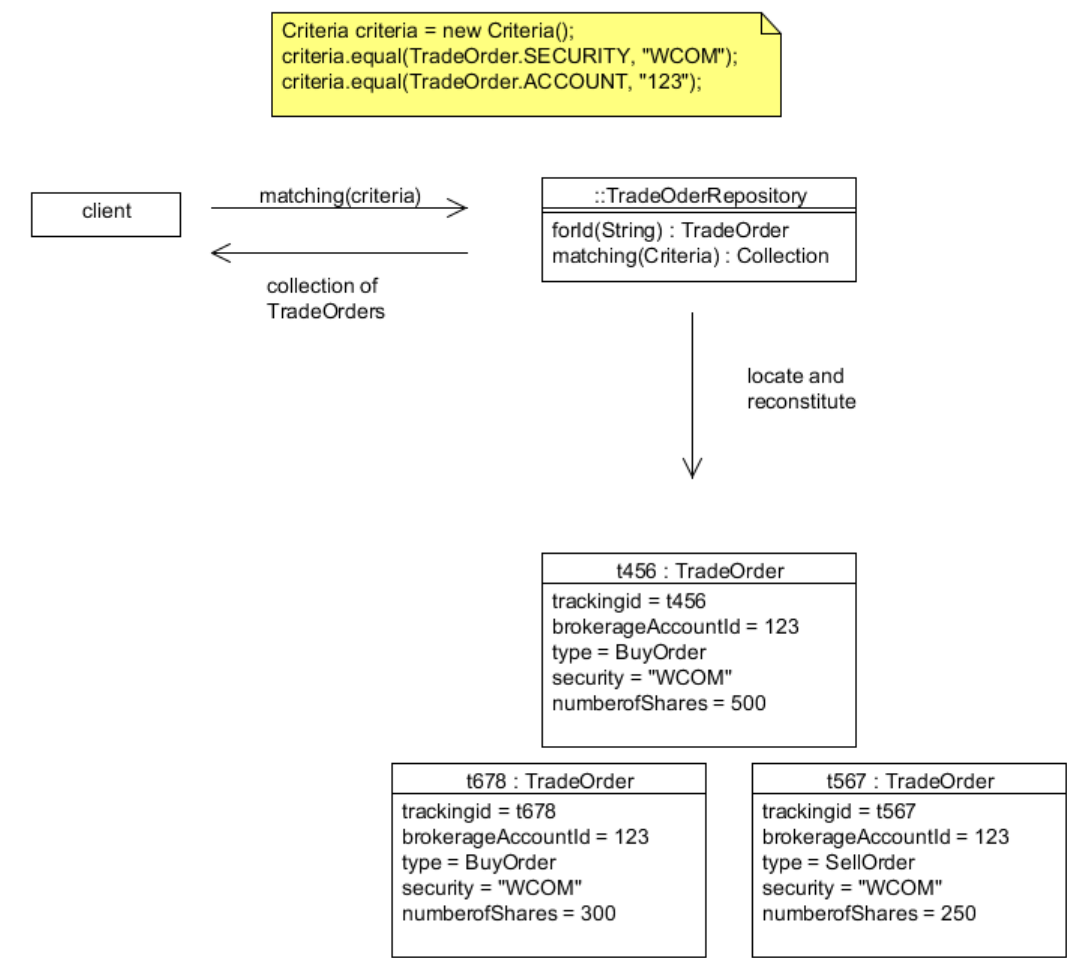 Criteria criteria = new Criteria();
criteria.equal(TradeOrder.SECURITY, "WCOM");
criteria.equal(TradeOrder.ACCOUNT, "123");
client
matching(criteria)
collection of
TradeOrders
::TradeOderRepository
forId(String) : TradeOrder
matching(Criteria) : Collection
locate and
reconstitute
t456 : TradeOrder
trackingid = t456
brokerageAccountId = 123
type = BuyOrder
security = "WCOM"
numberofShares = 500
t678 : TradeOrder
trackingid = t678
brokerageAccountId = 123
type = BuyOrder
security = "WCOM"
numberofShares = 300
t567 : TradeOrder
trackingid = t567
brokerageAccountId = 123
type = SellOrder
security = "WCOM"
numberofShares = 250